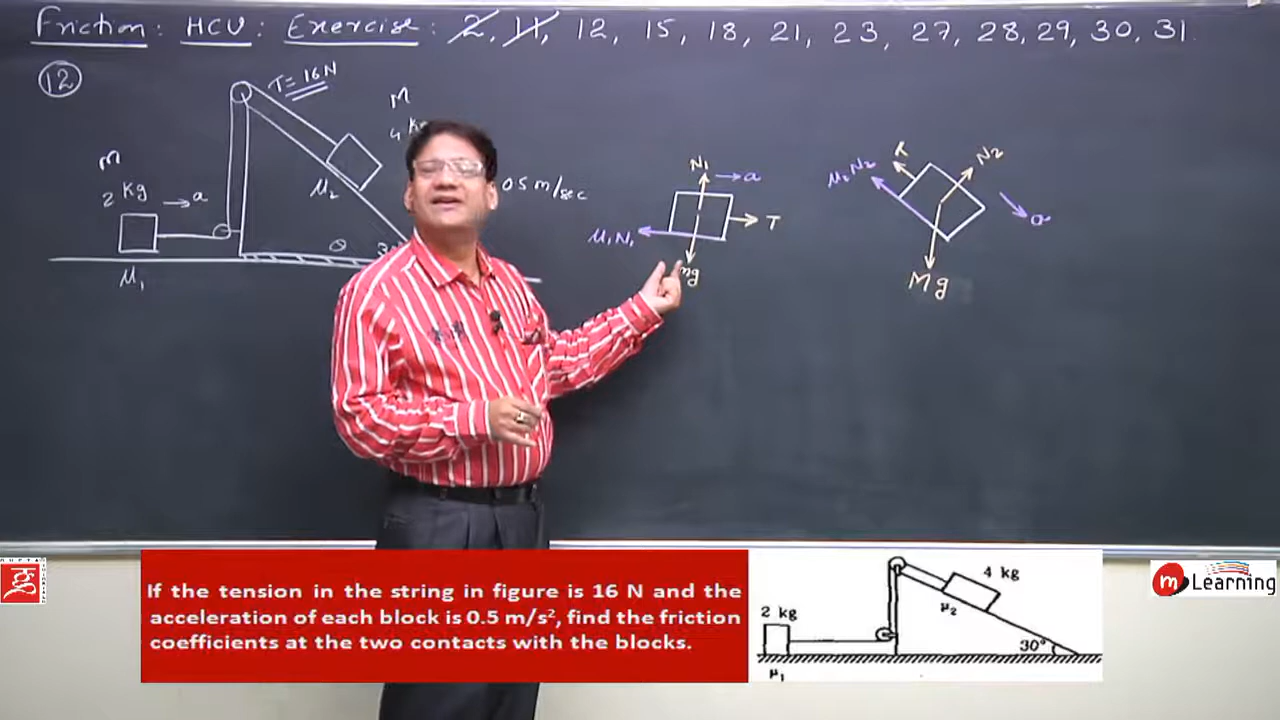 Friction: HCV: Exercise: 2, 11, 12, 15, 18, 21, 23, 27, 28, 29, 30, 31
12
T = 16 N
M
4 Kg
m
2 Kg
→ a
μ2
μ1
θ
0.5 m/sec
N1
→ a
μ1N1
T
mg
T
N2
μ2N2
a
Mg
If the tension in the string in figure is 16 N and the
acceleration of each block is 0.5 m/s², find the friction
coefficients at the two contacts with the blocks.
4 kg
2 kg
μ2
30°
μ1
m Learning